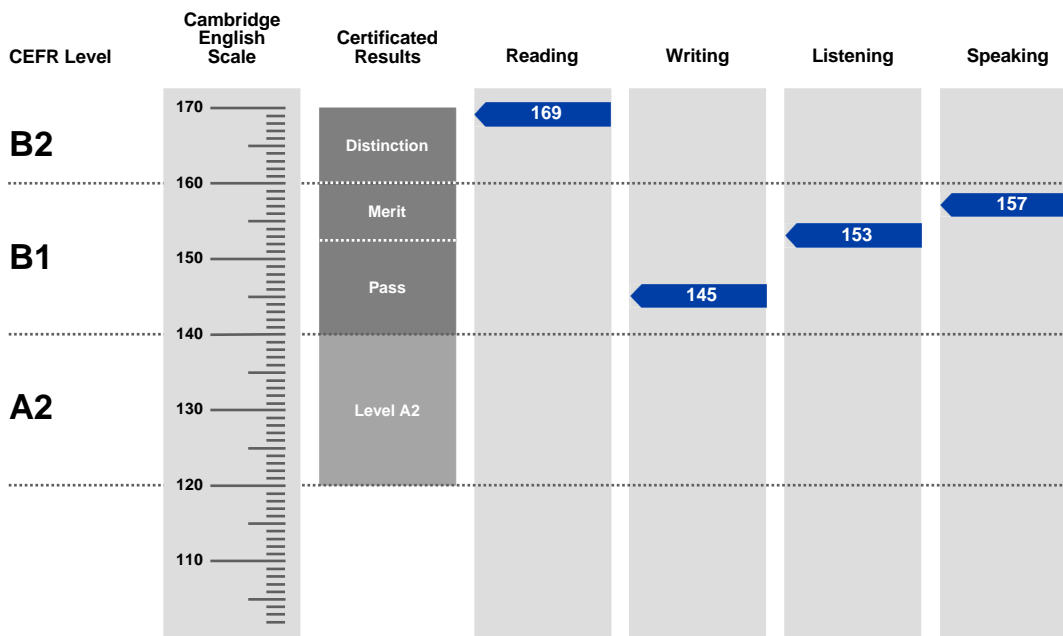 CEFR Level
Cambridge
English
Scale
Certificated
Results
Reading
Writing
Listening
Speaking
170
169
B2
Distinction
160
Merit
157
153
B1
150
Pass
145
140
A2
130
Level A2
120
110